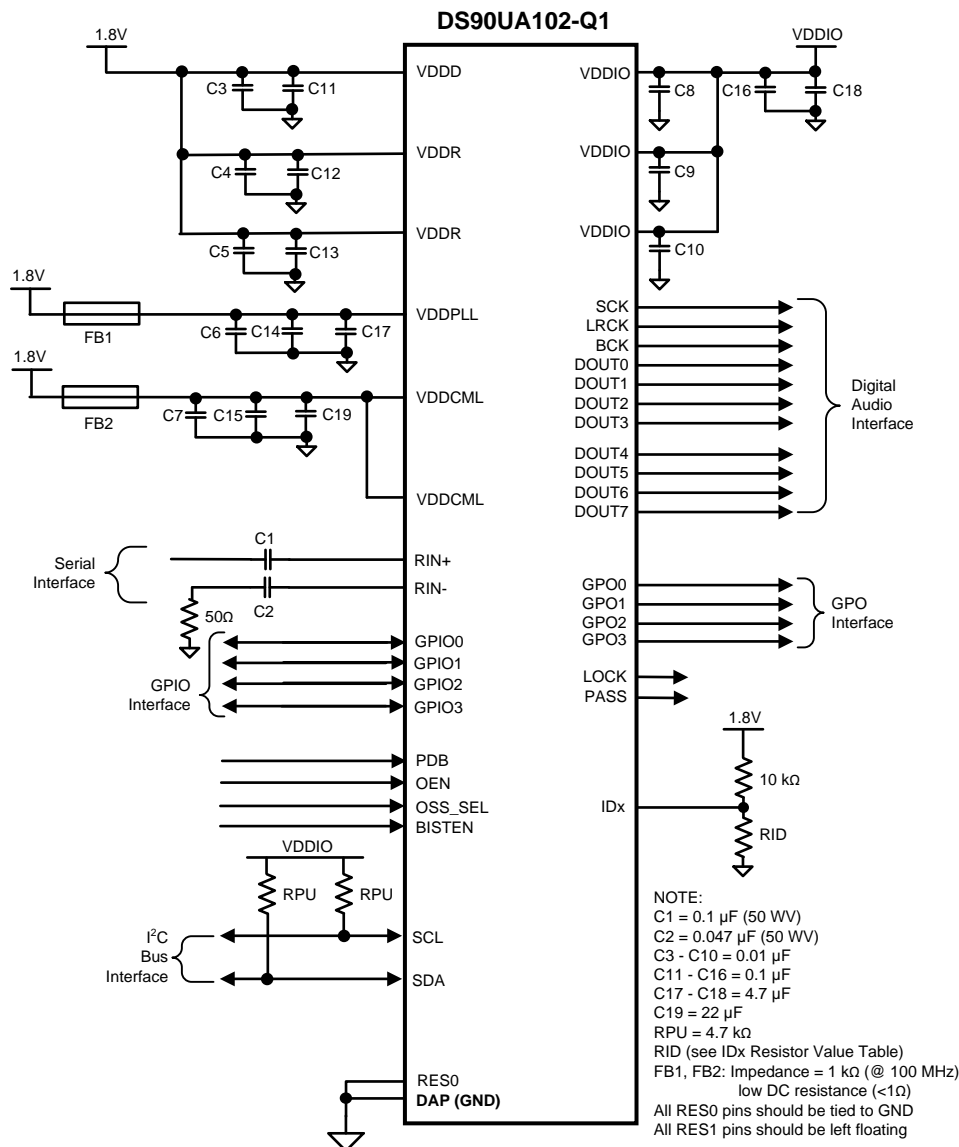 DS90UA102-Q1
1.8V
VDDIO
VDDD
VDDIO
C3
C11
C8
C16
C18
VDDR
VDDIO
C4
C12
C9
VDDR
VDDIO
C5
C13
C10
1.8V
FB1
VDDPLL
C6
C14
C17
1.8V
FB2
VDDCML
C7
C15
C19
VDDCML
SCK
LRCK
BCK
DOUT0
DOUT1
DOUT2
DOUT3
DOUT4
DOUT5
DOUT6
DOUT7
Digital
Audio
Interface
Serial
Interface
C1
RIN+
C2
RIN-
50Ω
GPIO
Interface
GPIO0
GPIO1
GPIO2
GPIO3
GPO0
GPO1
GPO2
GPO3
GPO
Interface
LOCK
PASS
PDB
OEN
OSS_SEL
BISTEN
1.8V
10 kΩ
IDx
RID
VDDIO
RPU
RPU
I²C
Bus
Interface
SCL
SDA
RES0
DAP (GND)
NOTE:
C1 = 0.1 µF (50 WV)
C2 = 0.047 µF (50 WV)
C3 - C10 = 0.01 µF
C11 - C16 = 0.1 µF
C17 - C18 = 4.7 µF
C19 = 22 µF
RPU = 4.7 kΩ
RID (see IDx Resistor Value Table)
FB1, FB2: Impedance = 1 kΩ (@ 100 MHz)
low DC resistance (<1Ω)
All RES0 pins should be tied to GND
All RES1 pins should be left floating